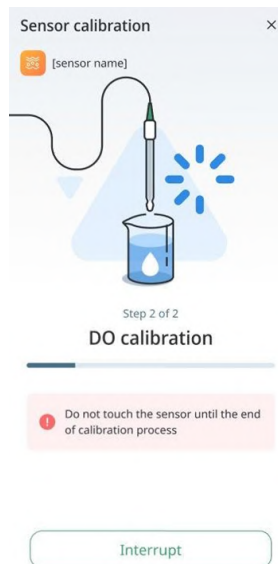 Sensor calibration
[sensor name]
Step 2 of 2
DO calibration
Do not touch the sensor until the end
of calibration process
Interrupt